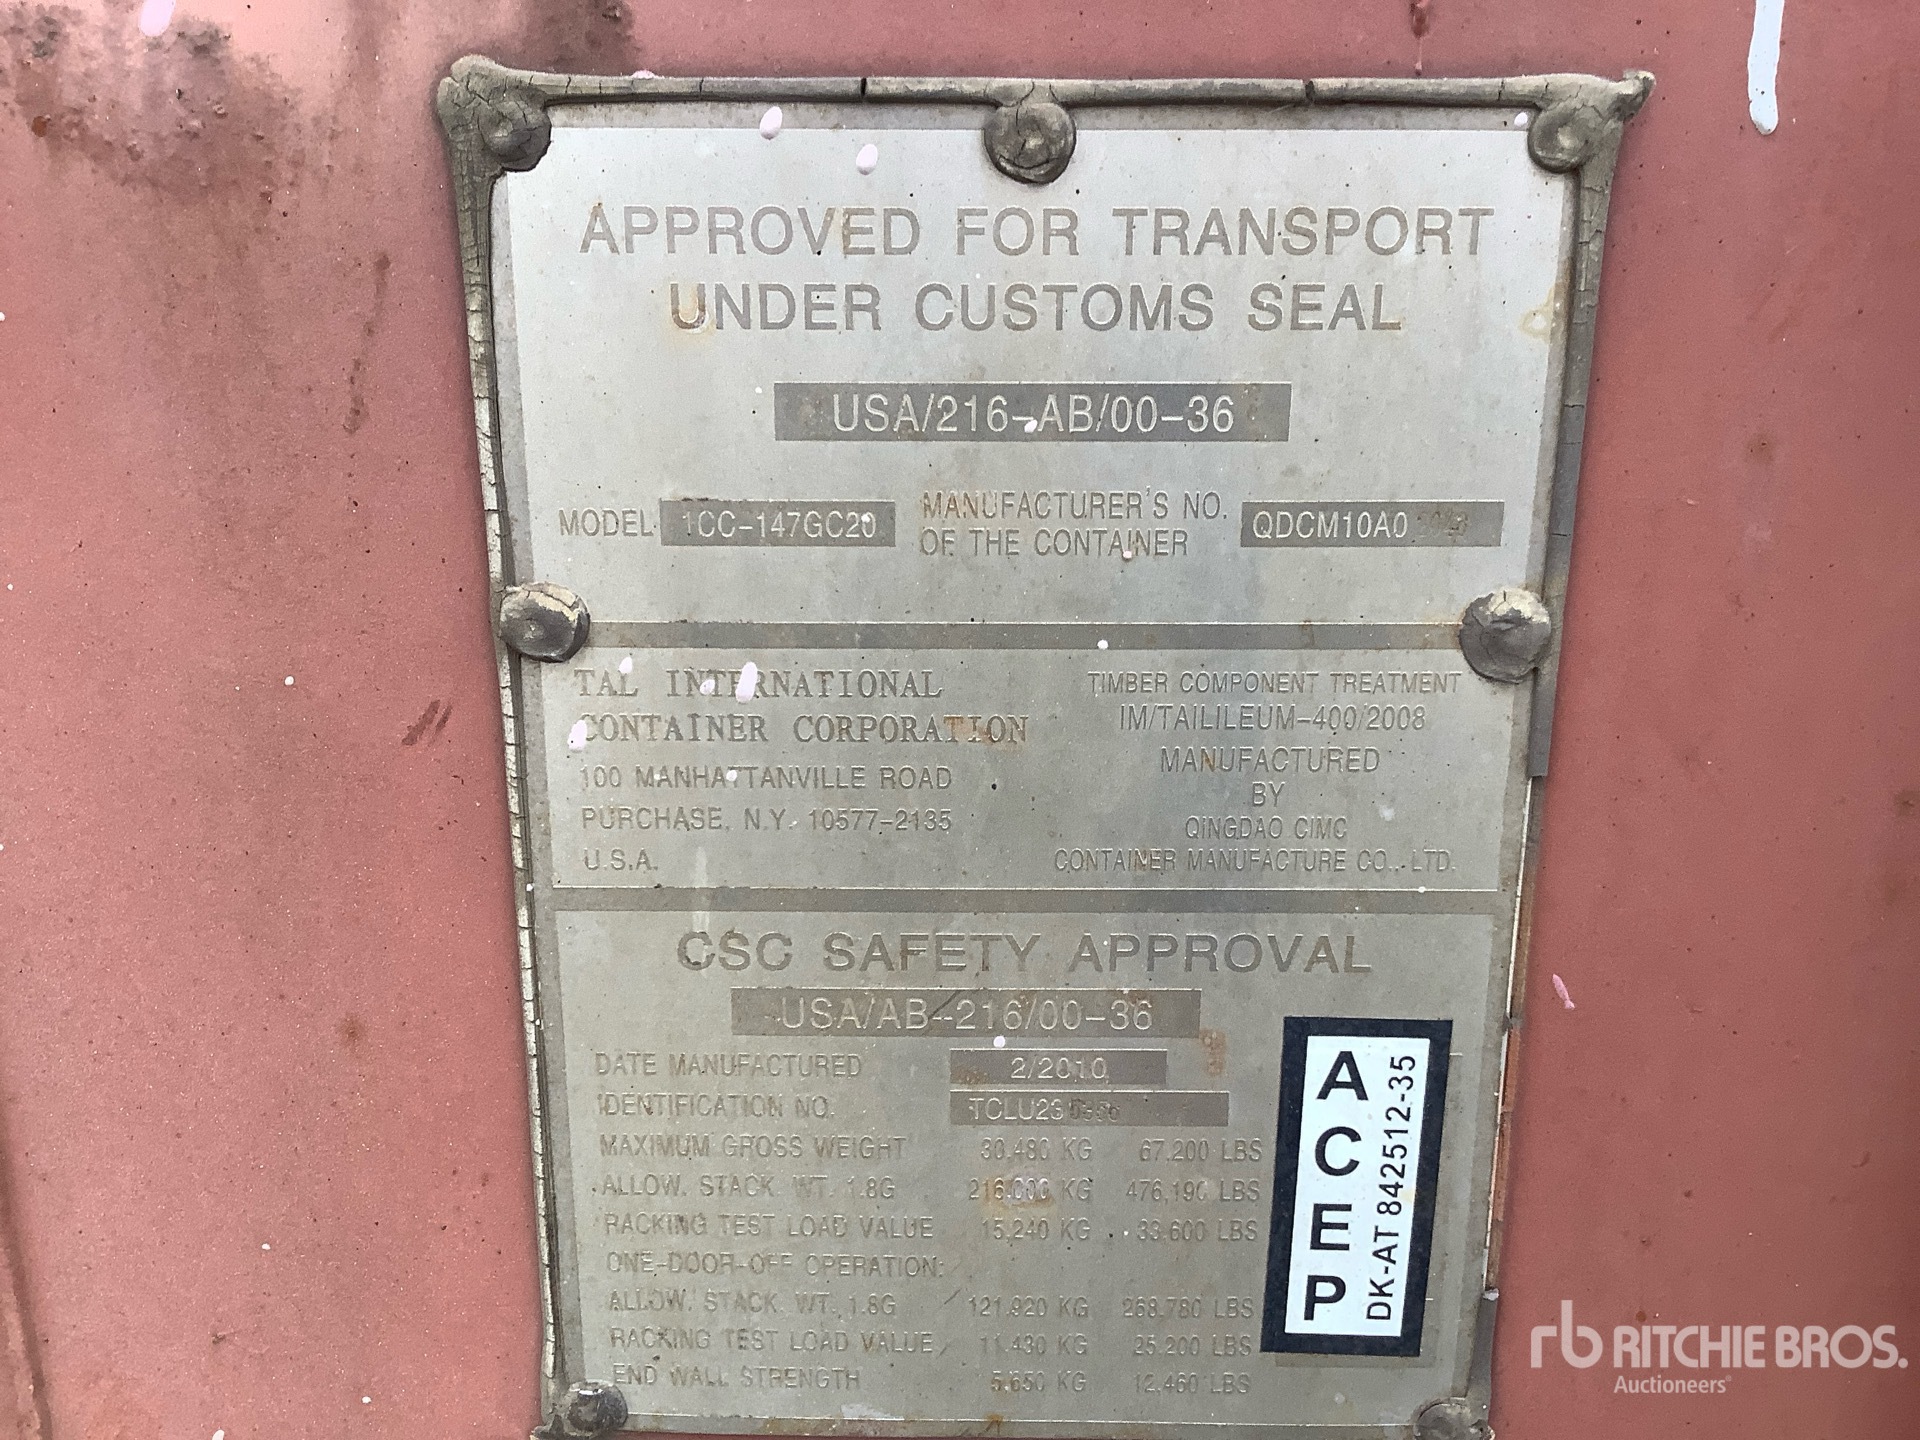 APPROVED FOR TRANSPORT
UNDER CUSTOMS SEAL
USA/216-AB/00-36
MODEL 1CC-147GC20
MANUFACTURER'S NO.
OF THE CONTAINER
TAL INTERNATIONAL
CONTAINER CORPORATION
100 MANHATTANVILLE ROAD
PURCHASE, N.Y. 10577-2135
U.S.A.
TIMBER COMPONENT TREATMENT
IM/TAILILEUM-400/2008
MANUFACTURED
BY
QINGDAO CIMC
CONTAINER MANUFACTURE CO., LTD.
CSC SAFETY APPROVAL
USA/AB-216/00-36
DATE MANUFACTURED 2/2010
IDENTIFICATION NO.
MAXIMUM GROSS WEIGHT 30.480 KG 67.200 LBS
ALLOW. STACK WT. 1.8G 216.000 KG 476,190 LBS
RACKING TEST LOAD VALUE 15,240 KG 33.600 LBS
ONE-DOOR-OFF OPERATION:
ALLOW. STACK. WT. 1.8G 121.920 KG 268.780 LBS
RACKING TEST LOAD VALUE 11.430 KG 25.200 LBS
END WALL STRENGTH 5.650 KG 12.460 LBS
ACEP
DK-AT 842512-35
rb RITCHIE BROS.
Auctioneers